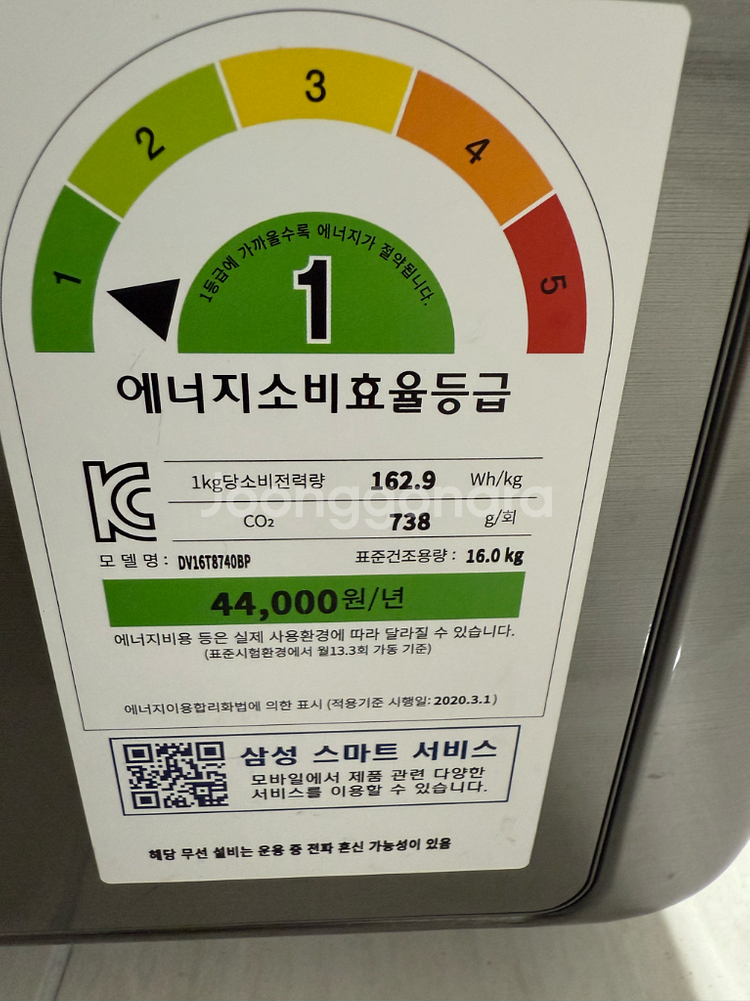 1
2
3
4
5
1등급에 가까울수록 에너지가 절약됩니다.
1
에너지소비효율등급
1kg당소비전력량 162.9 Wh/kg
CO₂ 738 g/회
모 델 명 : DV16T8740BP 표준건조용량 : 16.0 kg
44,000원/년
에너지비용 등은 실제 사용환경에 따라 달라질 수 있습니다.
(표준시험환경에서 월13.3회 가동 기준)
에너지이용합리화법에 의한 표시 (적용기준 시행일: 2020.3.1)
삼성 스마트 서비스
모바일에서 제품 관련 다양한
서비스를 이용할 수 있습니다.
해당 무선 설비는 운용 중 전파 혼신 가능성이 있음
Joonggonara